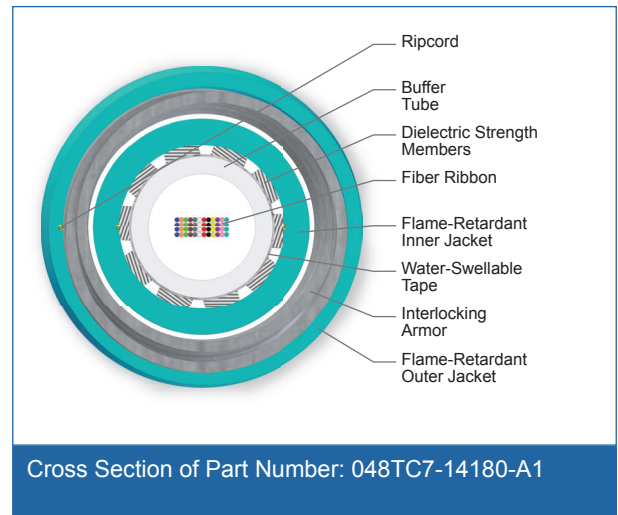 Ripcord
Buffer
Tube
Dielectric Strength
Members
Fiber Ribbon
Flame-Retardant
Inner Jacket
Water-Swellable
Tape
Interlocking
Armor
Flame-Retardant
Outer Jacket
Cross Section of Part Number: 048TC7-14180-A1